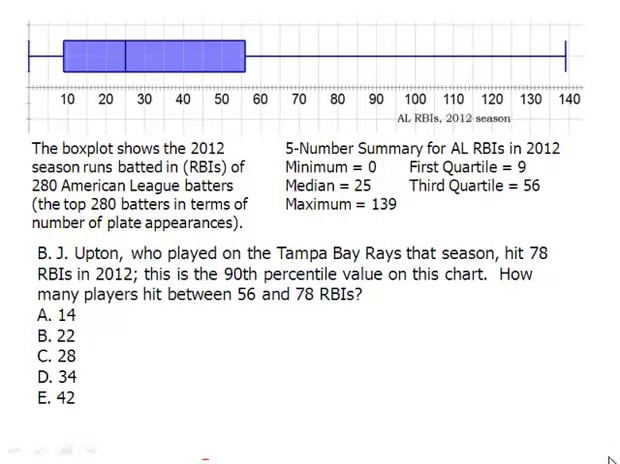 10 20 30 40 50 60 70 80 90 100 110 120 130 140
AL RBIs, 2012 season
The boxplot shows the 2012
season runs batted in (RBIs) of
280 American League batters
(the top 280 batters in terms of
number of plate appearances).
5-Number Summary for AL RBIs in 2012
Minimum = 0 First Quartile = 9
Median = 25 Third Quartile = 56
Maximum = 139
B. J. Upton, who played on the Tampa Bay Rays that season, hit 78
RBIs in 2012; this is the 90th percentile value on this chart. How
many players hit between 56 and 78 RBIs?
A. 14
B. 22
C. 28
D. 34
E. 42